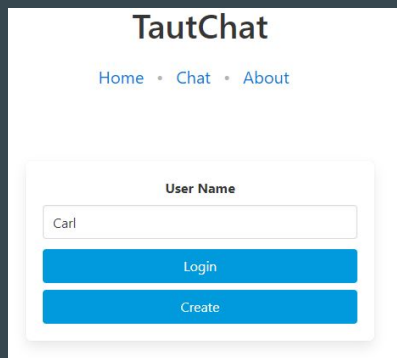 TautChat
Home • Chat • About
User Name
Carl
Login
Create